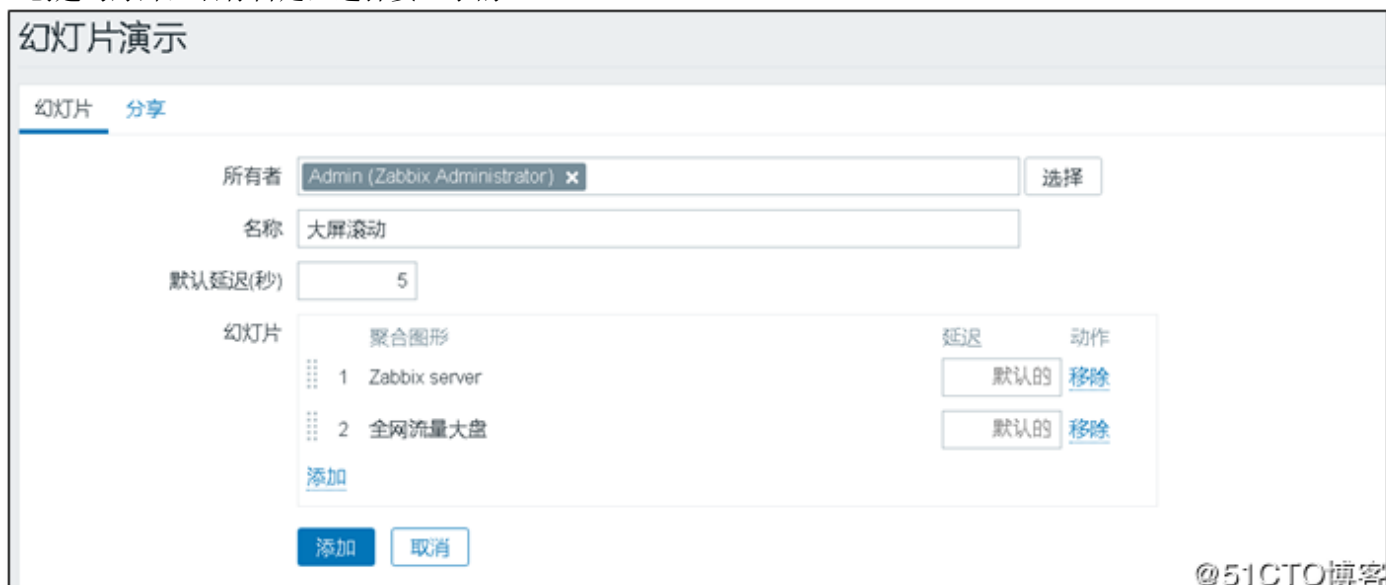 幻灯片演示
幻灯片 分享
所有者 Admin (Zabbix Administrator) × 选择
名称 大屏滚动
默认延迟(秒) 5
幻灯片 聚合图形 延迟 动作
1 Zabbix server 默认的 移除
2 全网流量大盘 默认的 移除
添加
添加 取消
@51CTO博客